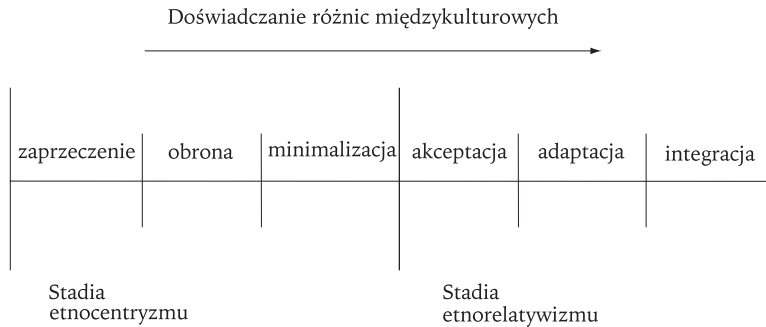 Doświadczanie różnic międzykulturowych
zaprzeczenie obrona minimalizacja akceptacja adaptacja integracja
Stadia
etnocentryzmu
Stadia
etnorelatywizmu